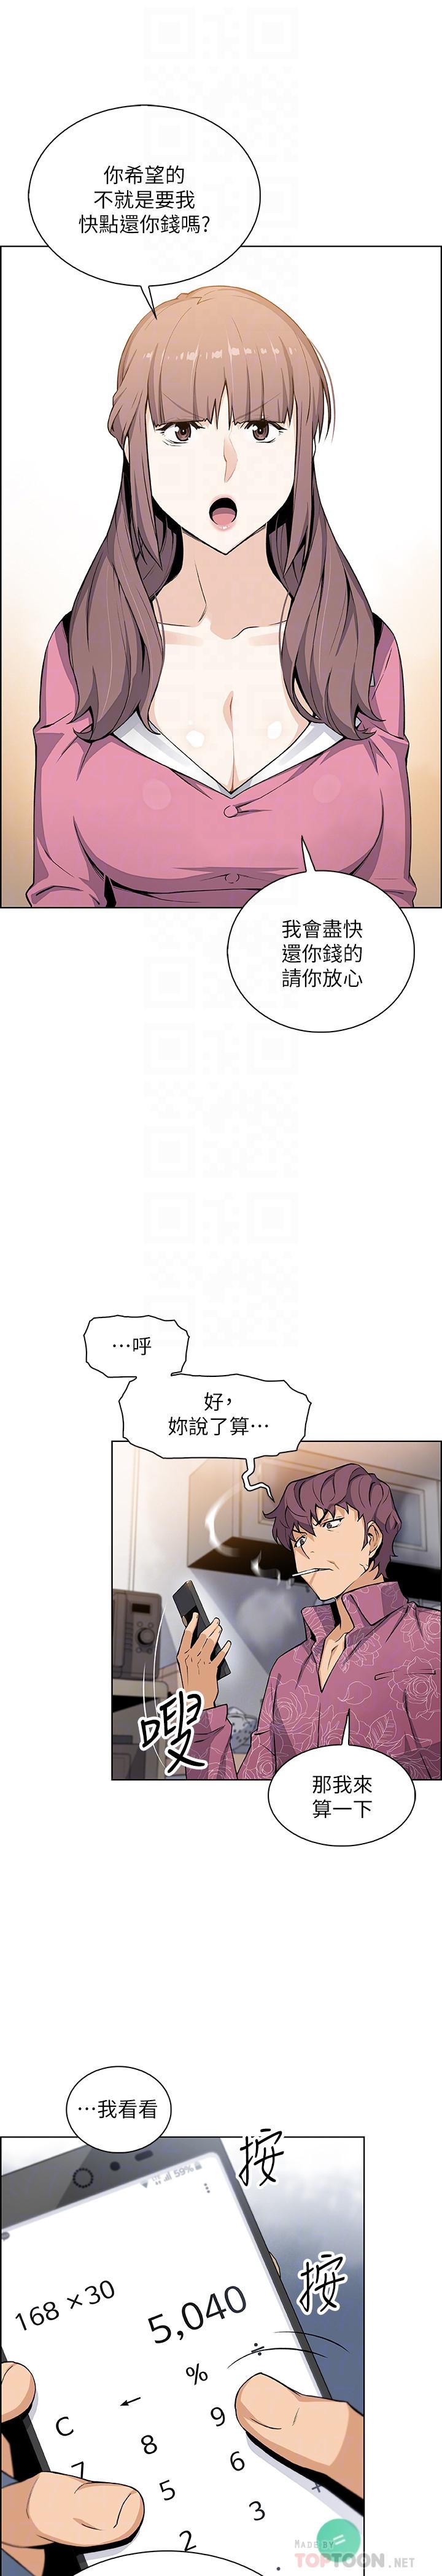 你希望的
不就是要我
快點還你錢嗎?
我會盡快
還你錢的
請你放心
…呼
好,
妳說了算…
嗖
那我來
算一下
…我看看
按
按
59%
168×30
5,040
÷
%
←
C
9
8
7
6
5
+
3
2
=
Made by
TOPTOON.NET